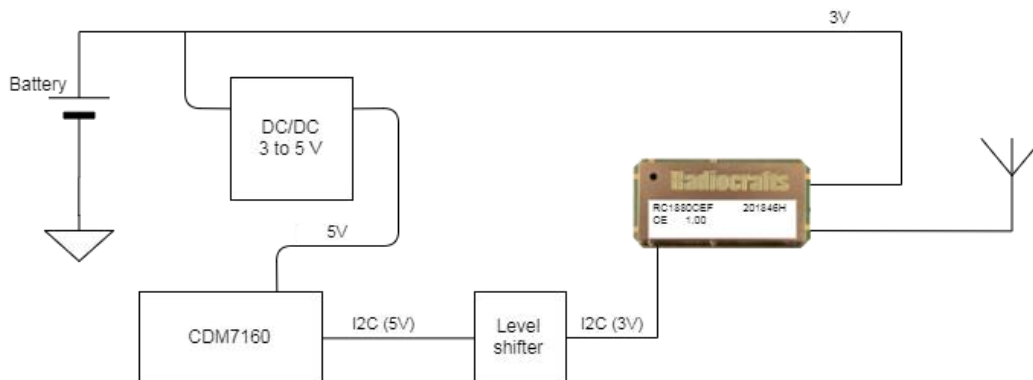 3V
Battery
DC/DC
3 to 5 V
Radiocrafts
RC1880CEF 201846H
CE 1.00
5V
CDM7160
I2C (5V)
Level
shifter
I2C (3V)